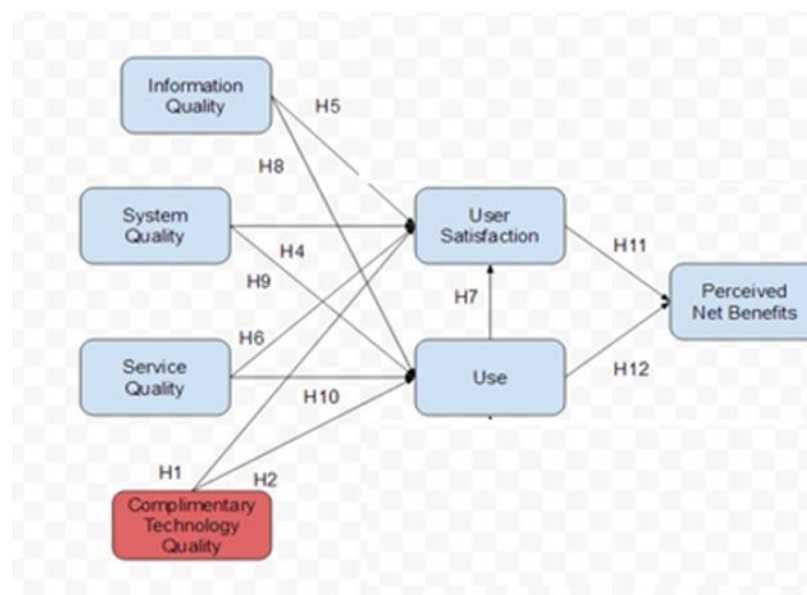 Information
Quality
H5
H8
System
Quality
User
Satisfaction
H4
H11
H9
H7
Perceived
Net Benefits
H6
Service
Quality
Use
H12
H10
H1
H2
Complimentary
Technology
Quality